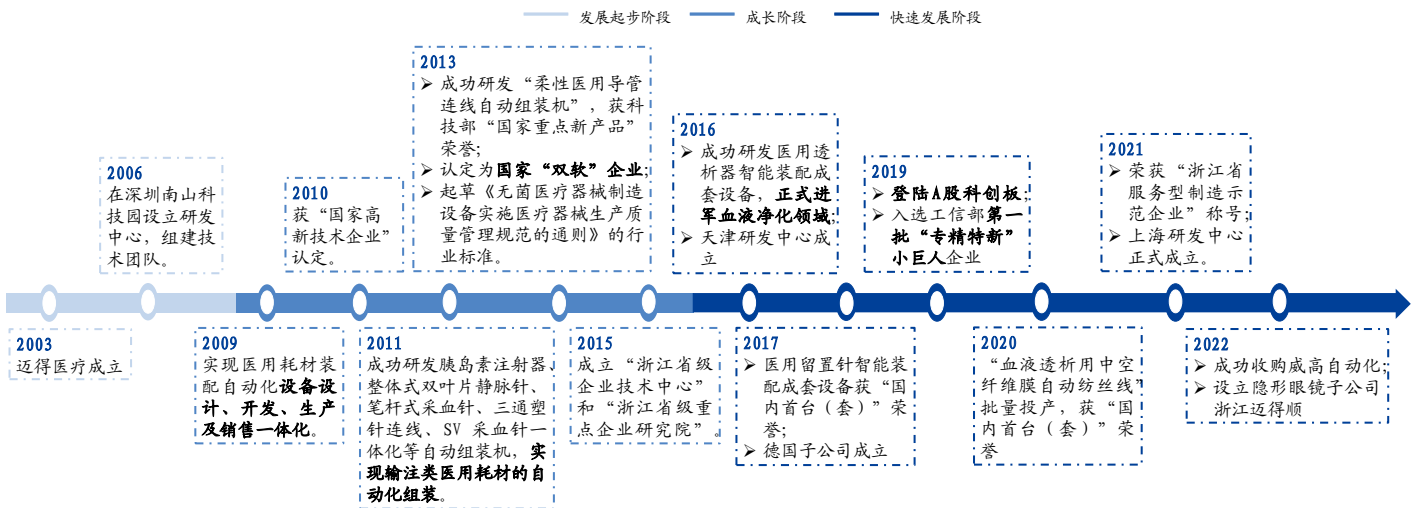 发展起步阶段
成长阶段
快速发展阶段
2006
在深圳南山科
技园设立研发
中心，组建技
术团队。
2010
获“国家高
新技术企业”
认定。
2013
➢ 成功研发“柔性医用导管
连线自动组装机”，获科
技部“国家重点新产品”
荣誉;
➢ 认定为国家“双软”企业;
➢ 起草《无菌医疗器械制造
设备实施医疗器械生产质
量管理规范的通则》的行
业标准。
2016
➢ 成功研发医用透
析器智能装配成
套设备，正式进
军血液净化领域;
➢ 天津研发中心成
立
2019
➢ 登陆A股科创板;
➢ 入选工信部第一
批“专精特新”
小巨人企业
2021
➢ 荣获“浙江省
服务型制造示
范企业”称号;
➢ 上海研发中心
正式成立。
2003
迈得医疗成立
2009
实现医用耗材装
配自动化设备设
计、开发、生产
及销售一体化。
2011
成功研发胰岛素注射器、
整体式双叶片静脉针、
笔杆式采血针、三通塑
针连线、SV 采血针一
体化等自动组装机，实
现输注类医用耗材的自
动化组装。
2015
成立“浙江省级
企业技术中心”
和“浙江省级重
点企业研究院”。
2017
➢ 医用留置针智能装
配成套设备获“国
内首台（套）”荣
誉;
➢ 德国子公司成立
2020
“血液透析用中空
纤维膜自动纺丝线”
批量投产，获“国
内首台（套）”荣
誉
2022
➢ 成功收购威高自动化;
➢ 设立隐形眼镜子公司
浙江迈得顺